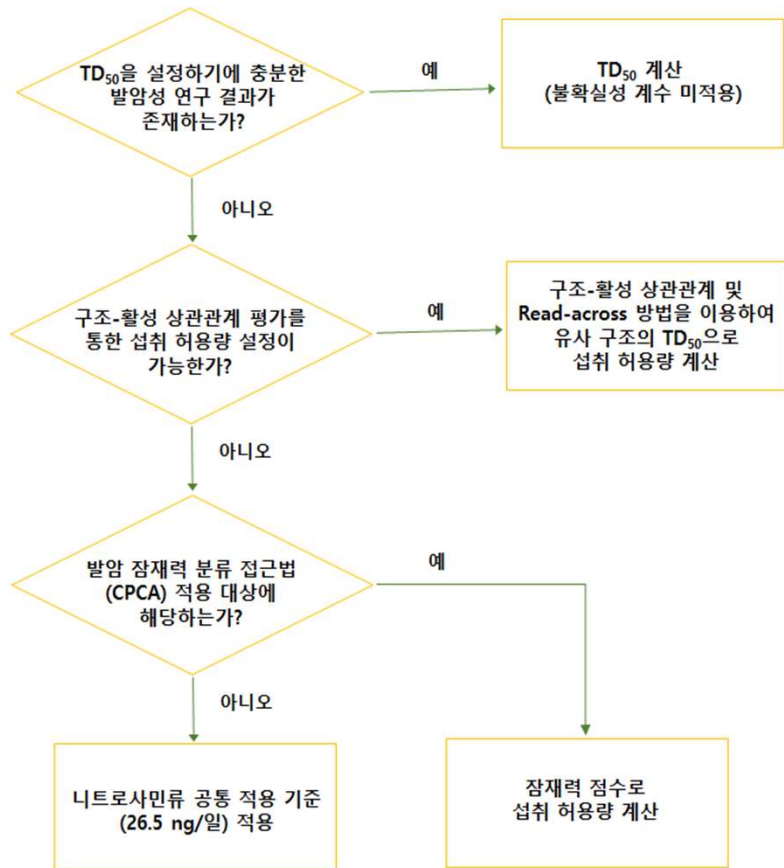 TD₅₀을 설정하기에 충분한
발암성 연구 결과가
존재하는가?
예
TD₅₀ 계산
(불확실성 계수 미적용)
아니오
구조-활성 상관관계 평가를
통한 섭취 허용량 설정이
가능한가?
예
구조-활성 상관관계 및
Read-across 방법을 이용하여
유사 구조의 TD₅₀으로
섭취 허용량 계산
아니오
발암 잠재력 분류 접근법
(CPCA) 적용 대상에
해당하는가?
예
아니오
니트로사민류 공통 적용 기준
(26.5 ng/일) 적용
잠재력 점수로
섭취 허용량 계산